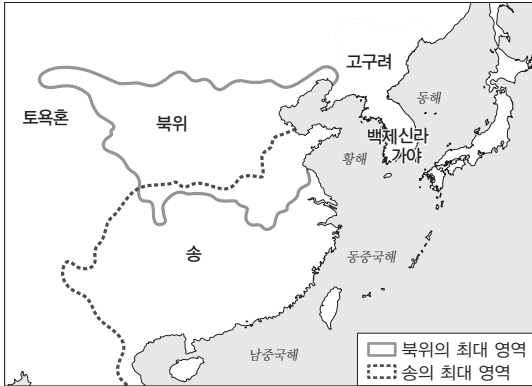 고구려
동해
토욕혼
북위
백제신라
가야
황해
송
동중국해
남중국해
북위의 최대 영역
송의 최대 영역